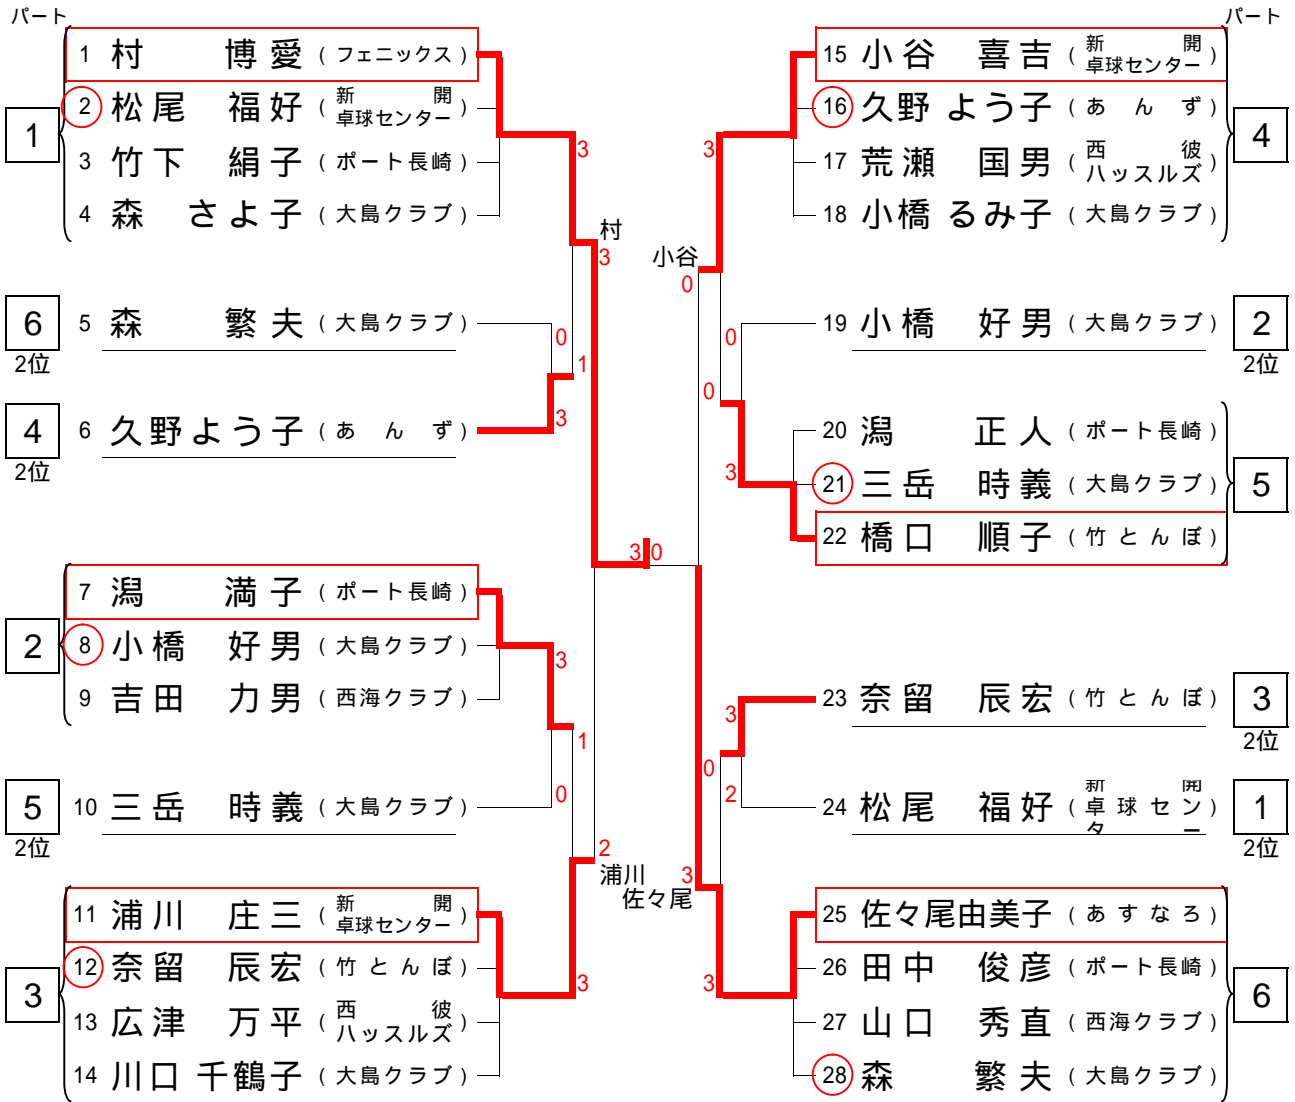 パート
1
1 村 博愛 (フェニックス)
2 松尾 福好 (新開卓球センター)
3 竹下 絹子 (ポート長崎)
4 森 さよ子 (大島クラブ)
6
2位
5 森 繁夫 (大島クラブ)
4
2位
6 久野よう子 (あんず)
2
7 潟 満子 (ポート長崎)
8 小橋 好男 (大島クラブ)
9 吉田 力男 (西海クラブ)
5
2位
10 三岳 時義 (大島クラブ)
3
11 浦川 庄三 (新開卓球センター)
12 奈留 辰宏 (竹とんぼ)
13 広津 万平 (西彼ハッスルズ)
14 川口 千鶴子 (大島クラブ)
3
村
3
0
1
3
3
1
0
2
浦川
3
3 0
小谷
0
3
0
0
3
3
0
2
3
佐々尾
3
パート
15 小谷 喜吉 (新開卓球センター)
16 久野 よう子 (あんず)
17 荒瀬 国男 (西彼ハッスルズ)
18 小橋 るみ子 (大島クラブ)
4
19 小橋 好男 (大島クラブ)
2
2位
20 潟 正人 (ポート長崎)
21 三岳 時義 (大島クラブ)
22 橋口 順子 (竹とんぼ)
5
23 奈留 辰宏 (竹とんぼ)
3
2位
24 松尾 福好 (新開卓球センター)
1
2位
25 佐々尾由美子 (あすなろ)
26 田中 俊彦 (ポート長崎)
27 山口 秀直 (西海クラブ)
28 森 繁夫 (大島クラブ)
6